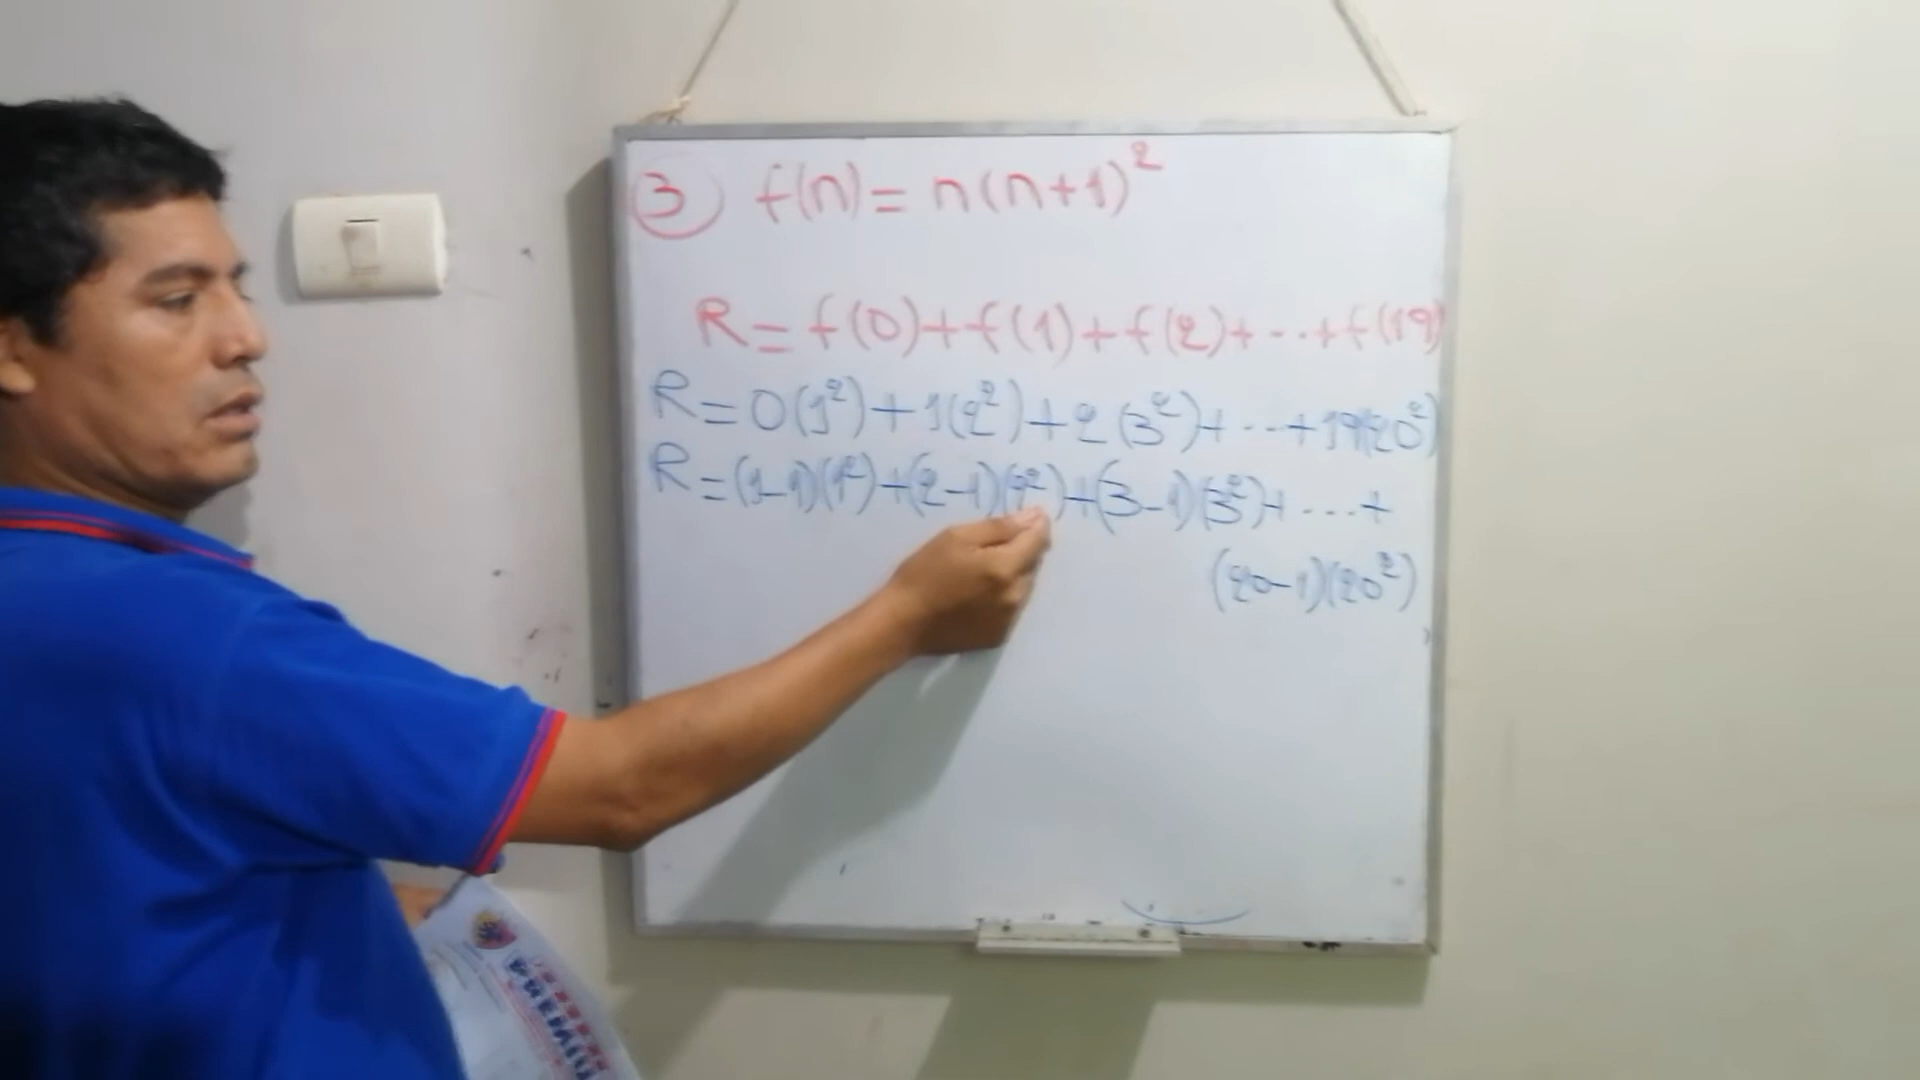 ③ f(n) = n(n+1)²
R = f(0)+f(1)+f(2)+...+f(19)
R = 0(1²)+1(2²)+2(3²)+...+19(20²)
R = (1-1)(1²)+(2-1)(2²)+(3-1)(3²)+...+
(20-1)(20²)